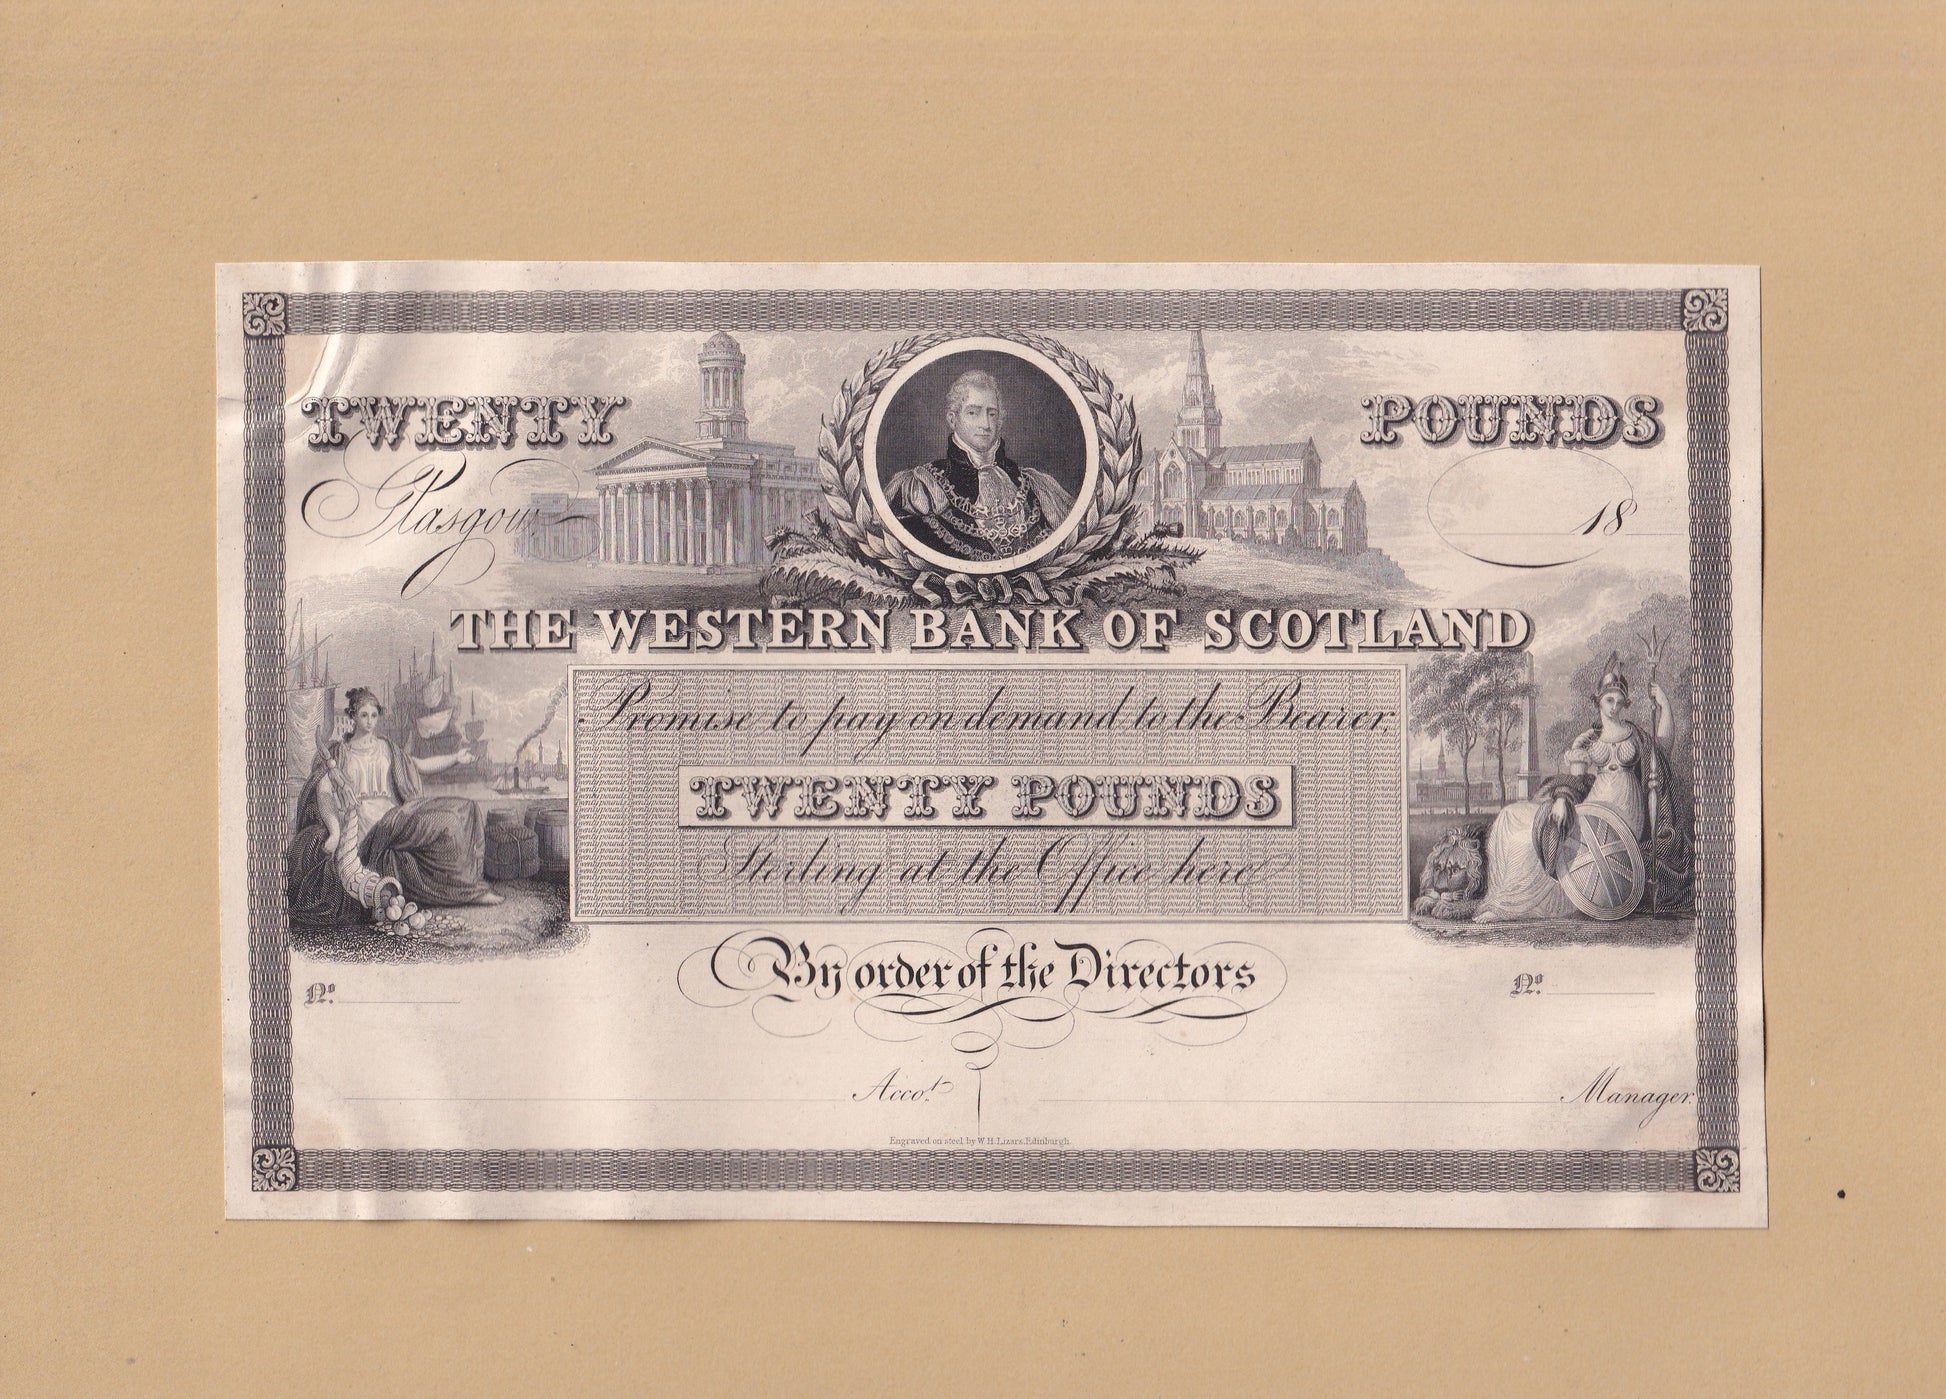 TWENTY POUNDS
Glasgow 18
THE WESTERN BANK OF SCOTLAND
Promise to pay on demand to the Bearer,
TWENTY POUNDS
Sterling at the Office here
By order of the Directors
No. No.
Accot. Manager.
Engraved on steel by W. H. Lizars, Edinburgh.